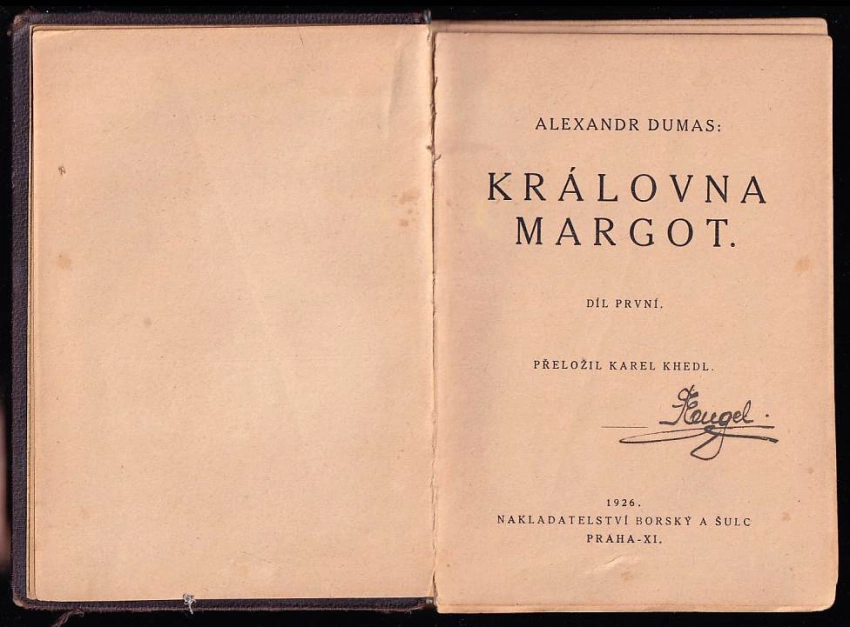 ALEXANDR DUMAS:
KRÁLOVNA
MARGOT.
DÍL PRVNÍ.
PŘELOŽIL KAREL KHEDL.
1926.
NAKLADATELSTVÍ BORSKÝ A ŠULC
PRAHA-XI.